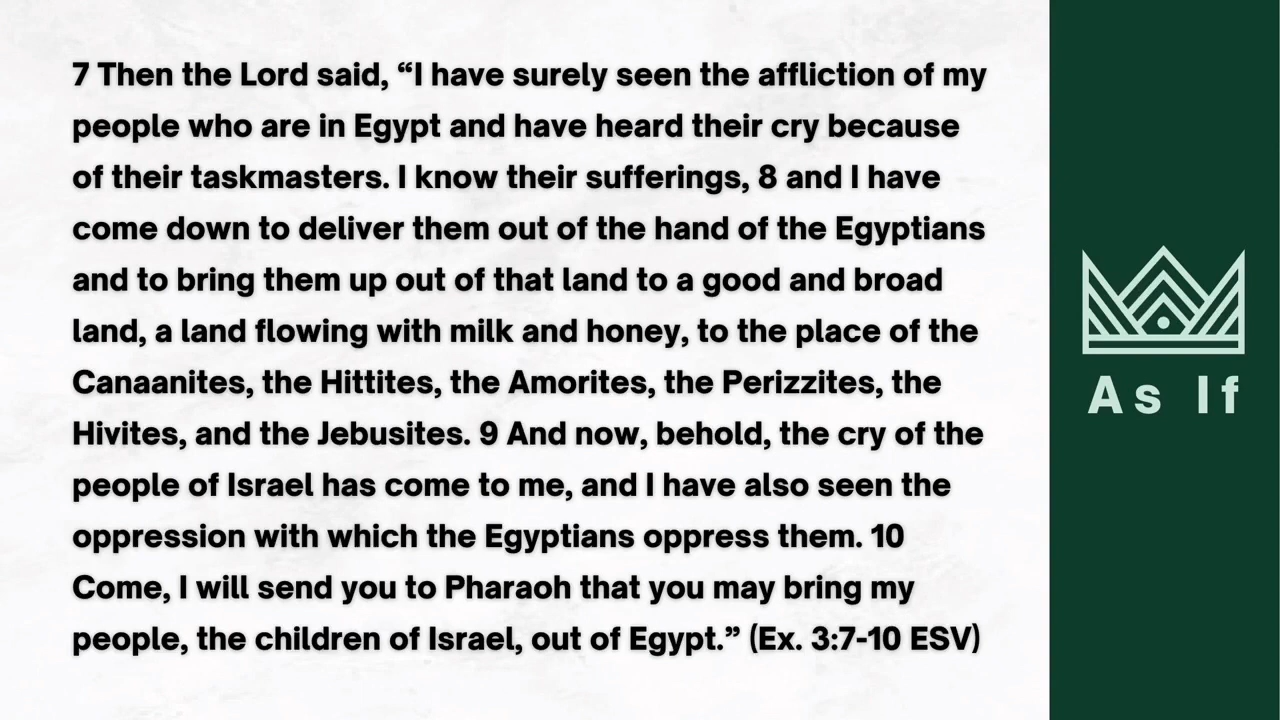 7 Then the Lord said, “I have surely seen the affliction of my
people who are in Egypt and have heard their cry because
of their taskmasters. I know their sufferings, 8 and I have
come down to deliver them out of the hand of the Egyptians
and to bring them up out of that land to a good and broad
land, a land flowing with milk and honey, to the place of the
Canaanites, the Hittites, the Amorites, the Perizzites, the
Hivites, and the Jebusites. 9 And now, behold, the cry of the
people of Israel has come to me, and I have also seen the
oppression with which the Egyptians oppress them. 10
Come, I will send you to Pharaoh that you may bring my
people, the children of Israel, out of Egypt.” (Ex. 3:7-10 ESV)
As If